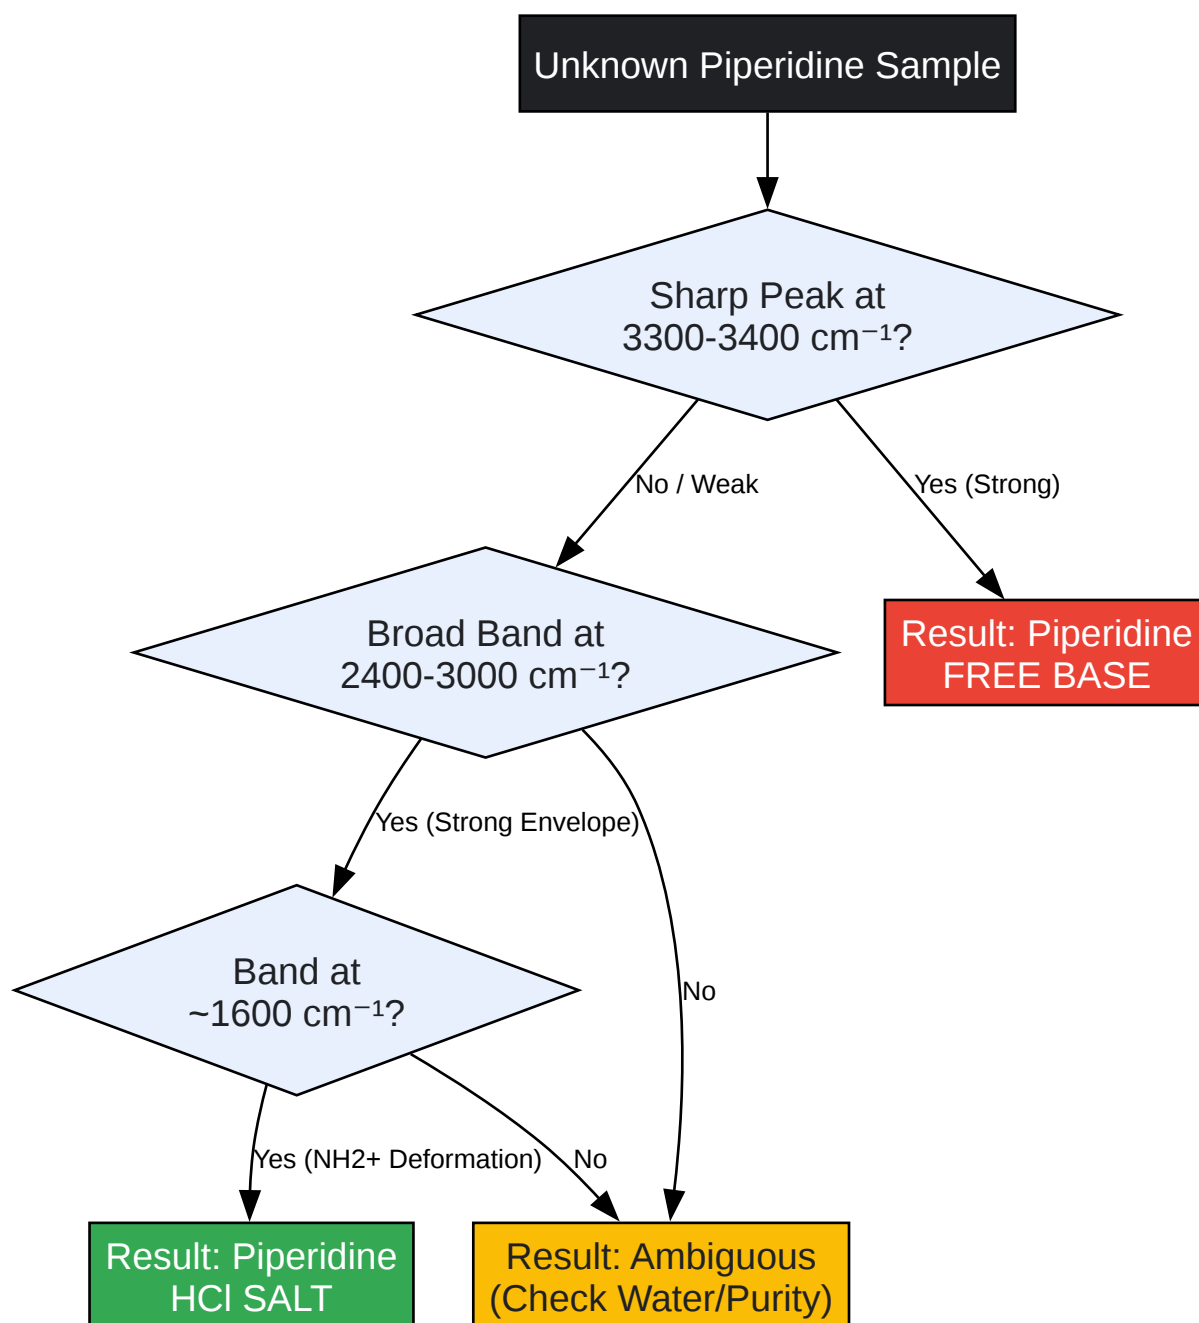 Unknown Piperidine Sample
Sharp Peak at
3300-3400 cm⁻¹?
No / Weak
Yes (Strong)
Broad Band at
2400-3000 cm⁻¹?
Result: Piperidine
FREE BASE
Yes (Strong Envelope)
Band at
~1600 cm⁻¹?
No
Yes (NH2+ Deformation)
No
Result: Piperidine
HCl SALT
Result: Ambiguous
(Check Water/Purity)